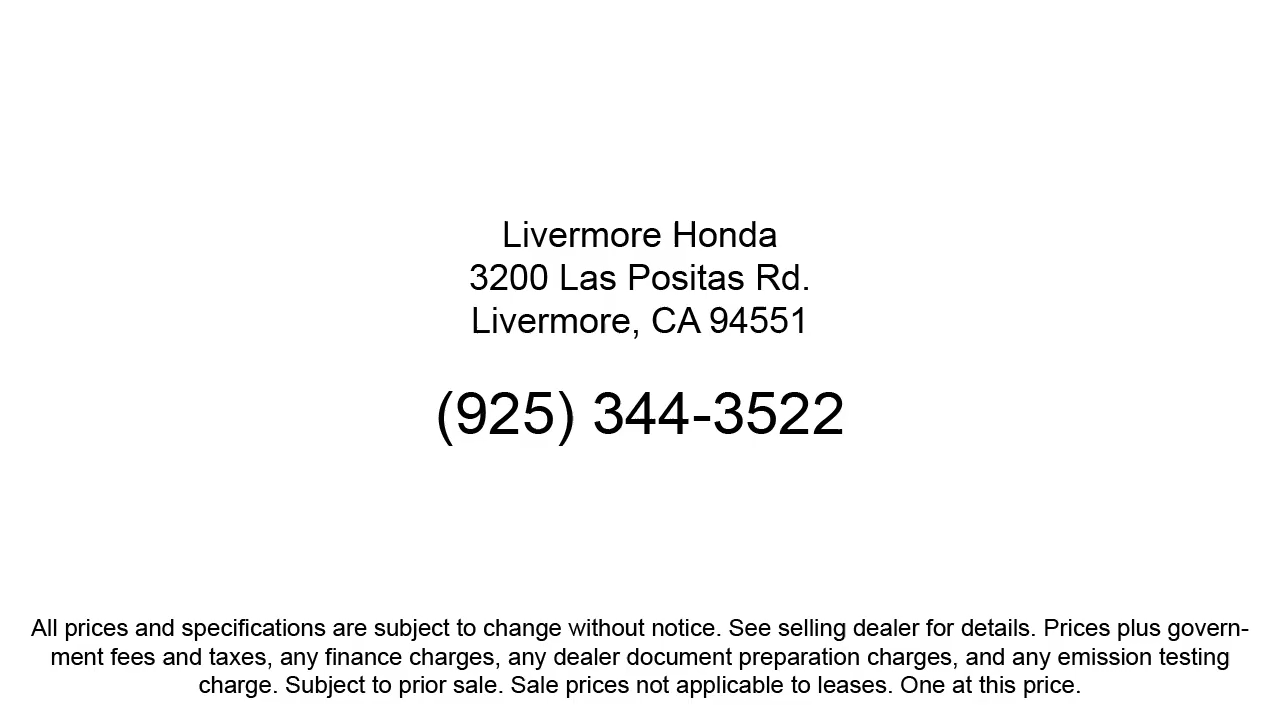 Livermore Honda
3200 Las Positas Rd.
Livermore, CA 94551
(925) 344-3522
All prices and specifications are subject to change without notice. See selling dealer for details. Prices plus govern-
ment fees and taxes, any finance charges, any dealer document preparation charges, and any emission testing
charge. Subject to prior sale. Sale prices not applicable to leases. One at this price.